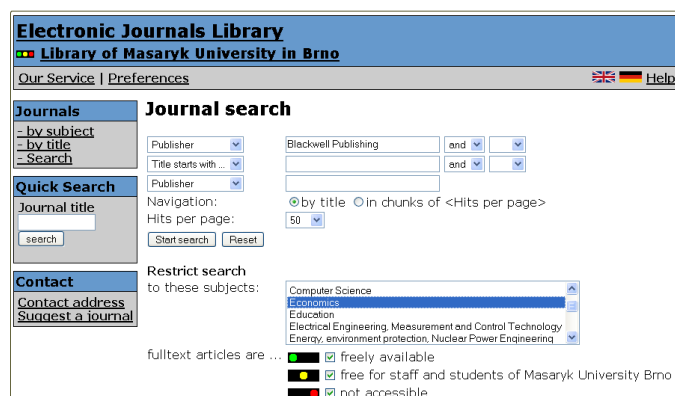 Electronic Journals Library
Library of Masaryk University in Brno
Our Service | Preferences Help
Journals
- by subject
- by title
- Search
Quick Search
Journal title
search
Contact
Contact address
Suggest a journal
Journal search
Publisher Blackwell Publishing and
Title starts with ... and
Publisher
Navigation: by title in chunks of <Hits per page>
Hits per page: 50
Start search Reset
Restrict search
to these subjects: Computer Science
Economics
Education
Electrical Engineering, Measurement and Control Technology
Energy, environment protection, Nuclear Power Engineering
fulltext articles are ... freely available
free for staff and students of Masaryk University Brno
not accessible